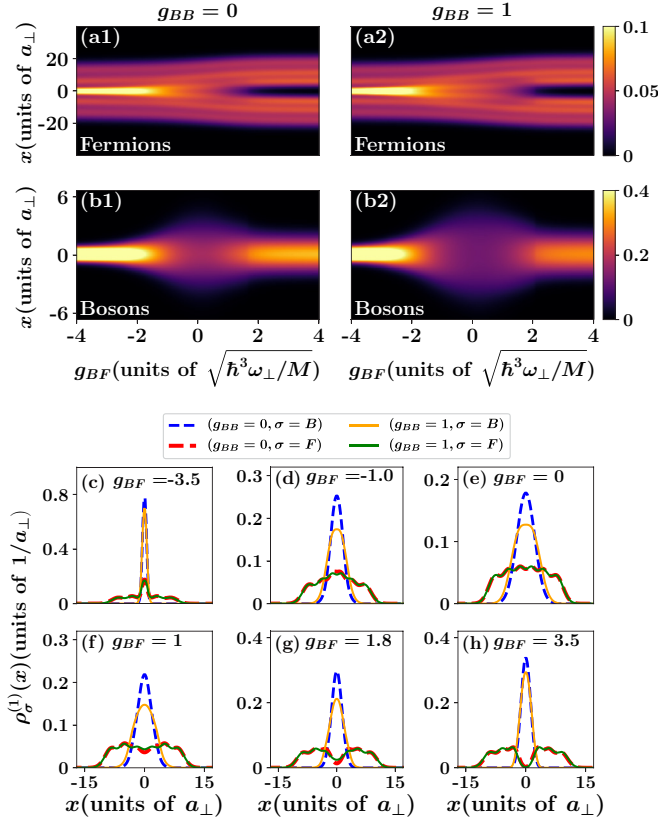 g_BB = 0
g_BB = 1
x(units of a⊥)
20
0
-20
(a1)
Fermions
(a2)
Fermions
0.1
0.05
0
x(units of a⊥)
6
0
-6
(b1)
Bosons
(b2)
Bosons
0.4
0.2
0
-4 -2 0 2 4
-4 -2 0 2 4
g_BF(units of √ħ³ω⊥/M)
g_BF(units of √ħ³ω⊥/M)
(g_BB = 0, σ = B)
(g_BB = 1, σ = B)
(g_BB = 0, σ = F)
(g_BB = 1, σ = F)
ρ_σ^(1)(x)(units of 1/a⊥)
(c) g_BF =-3.5
0.8
0.4
0
(d) g_BF =-1.0
0.3
0.2
0.1
0
(e) g_BF = 0
0.2
0.1
0
(f) g_BF = 1
0.3
0.2
0.1
0
(g) g_BF = 1.8
0.4
0.2
0
(h) g_BF = 3.5
0.4
0.2
0
-15 0 15
-15 0 15
-15 0 15
x(units of a⊥)
x(units of a⊥)
x(units of a⊥)